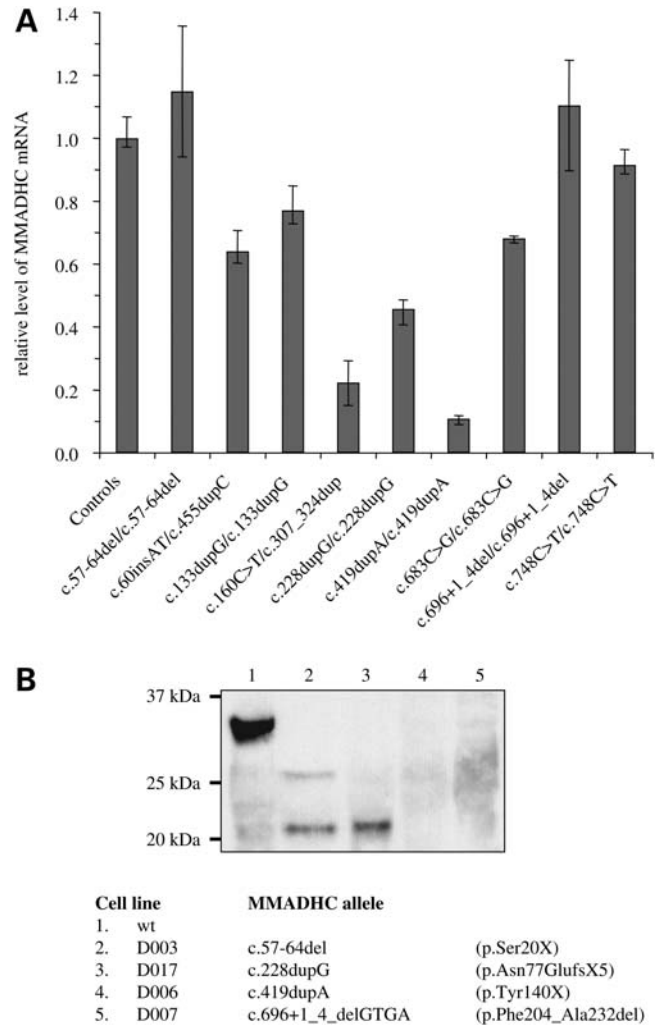 A
relative level of MMADHC mRNA
1.4
1.2
1.0
0.8
0.6
0.4
0.2
0.0
Controls
c.57-64del/c.57-64del
c.60insAT/c.455dupC
c.133dupG/c.133dupG
c.160C>T/c.307_324dup
c.228dupG/c.228dupG
c.419dupA/c.419dupA
c.683C>G/c.683C>G
c.696+1_4del/c.696+1_4del
c.748C>T/c.748C>T
B
1 2 3 4 5
37 kDa
25 kDa
20 kDa
Cell line MMADHC allele
1. wt
2. D003 c.57-64del (p.Ser20X)
3. D017 c.228dupG (p.Asn77GlufsX5)
4. D006 c.419dupA (p.Tyr140X)
5. D007 c.696+1_4_delGTGA (p.Phe204_Ala232del)